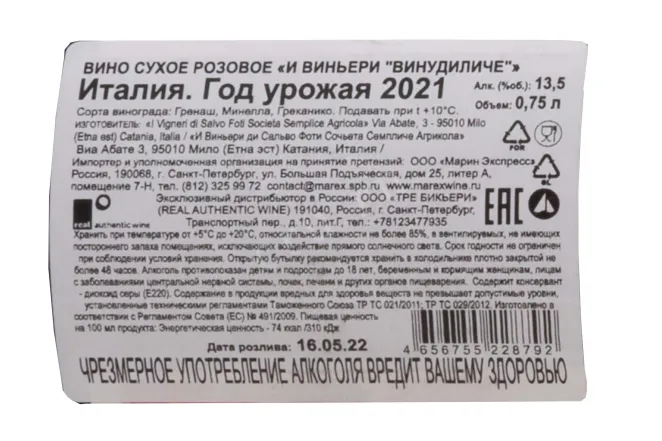 ВИНО СУХОЕ РОЗОВОЕ «И ВИНЬЕРИ "ВИНУДИЛИЧЕ"»
Италия. Год урожая 2021
Алк. (%об.): 13,5
Объем: 0,75 л
Сорта винограда: Гренаш, Минелла, Греканико. Подавать при t +10°C.
изготовитель: «I Vigneri di Salvo Foti Societa Semplice Agricola» Via Abate, 3 - 95010 Milo
(Etna est) Catania, Italia / «И Виньери ди Сальво Фоти Сочьета Семпличе Агрикола»
Виа Абате 3, 95010 Мило (Етна эст) Катания, Италия /
Импортер и уполномоченная организация на принятие претензий: ООО «Марин Экспресс»
Россия, 190068, г. Санкт-Петербург, ул. Большая Подъяческая, дом 25, литер А,
помещение 7-Н, тел. (812) 325 99 72 contact@marex.spb.ru www.marexwine.ru
Эксклюзивный дистрибьютор в России: ООО «ТРЕ БИКЬЕРИ»
(REAL AUTHENTIC WINE) 191040, Россия, г. Санкт-Петербург,
Транспортный пер., д.10, лит.Г, тел.: +78123477935
real authentic wine
FOR
GL
EAC
Хранить при температуре от +5°C до +20°C, относительной влажности не более 85%, в вентилируемых, не имеющих
постороннего запаха помещениях, исключающих воздействие прямого солнечного света. Срок годности не ограничен
при соблюдении условий хранения. Открытую бутылку рекомендуется хранить в холодильнике плотно закрытой не
более 48 часов. Алкоголь противопоказан детям и подросткам до 18 лет, беременным и кормящим женщинам, лицам
с заболеваниями центральной нервной системы, почек, печени и других органов пищеварения. Содержит консервант
- диоксид серы (E220). Содержание в продукции вредных для здоровья веществ не превышает допустимые уровни,
установленные техническими регламентами Таможенного Союза ТР ТС 021/2011; ТР ТС 029/2012. Изготовлено в
соответствии с Регламентом Совета (ЕС) № 491/2009. Пищевая ценность
на 100 мл продукта: Энергетическая ценность - 74 ккал /310 кДж
Дата розлива: 16.05.22
4 656755 228792
ЧРЕЗМЕРНОЕ УПОТРЕБЛЕНИЕ АЛКОГОЛЯ ВРЕДИТ ВАШЕМУ ЗДОРОВЬЮ